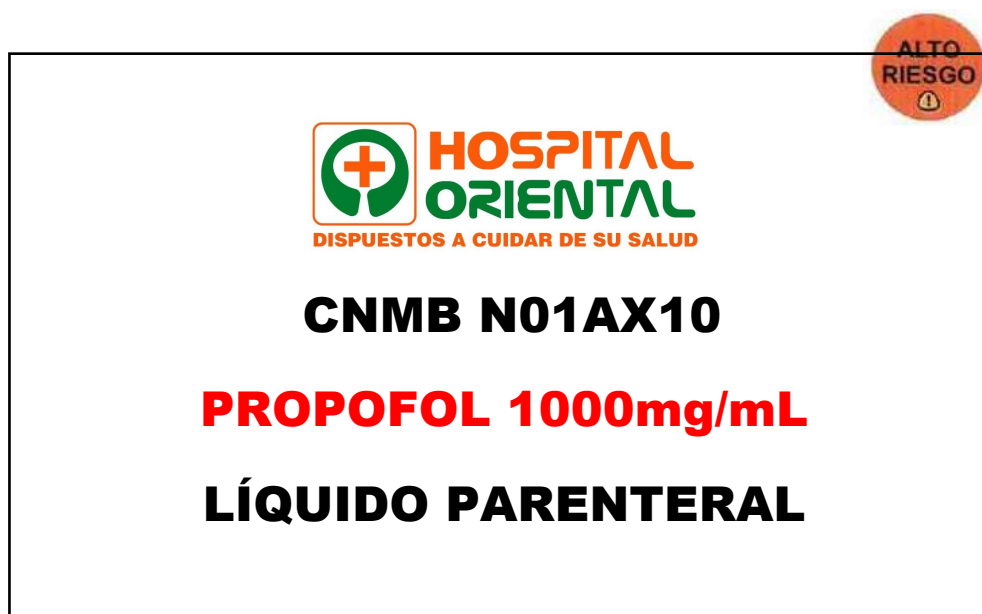 ALTO
RIESGO
HOSPITAL
ORIENTAL
DISPUESTOS A CUIDAR DE SU SALUD
CNMB N01AX10
PROPOFOL 1000mg/mL
LÍQUIDO PARENTERAL